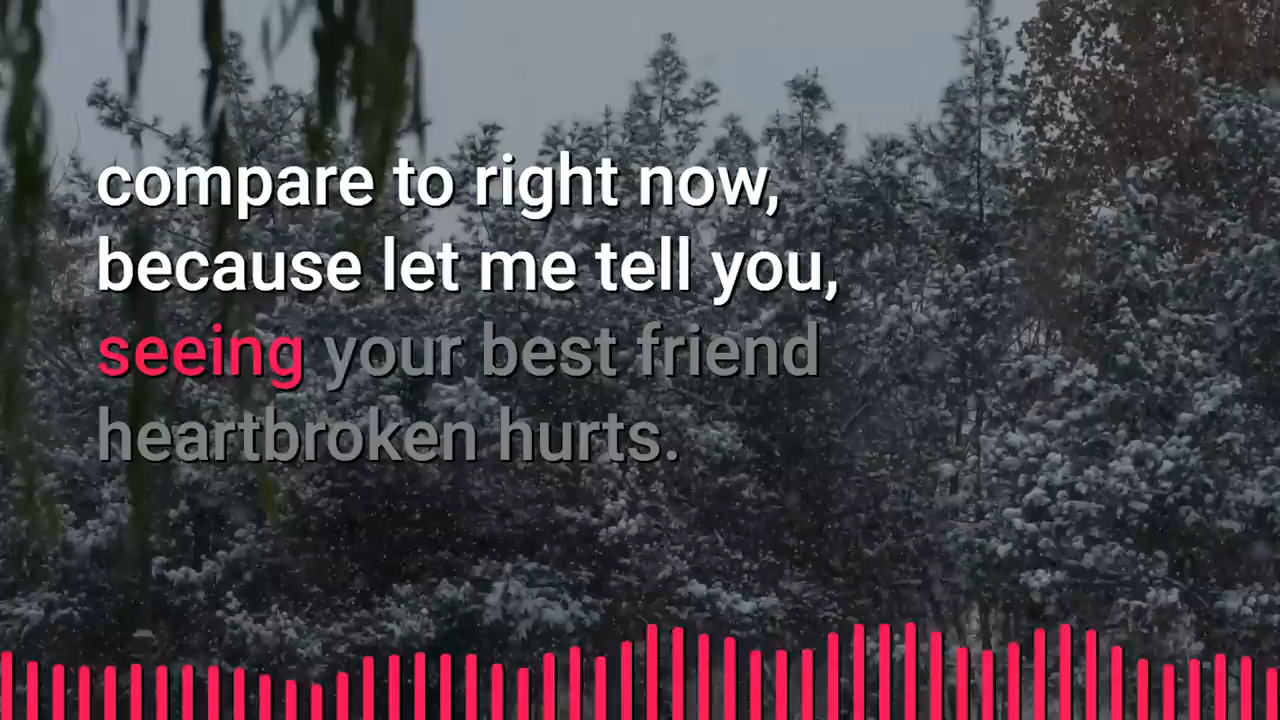 compare to right now,
because let me tell you,
seeing your best friend
heartbroken hurts.